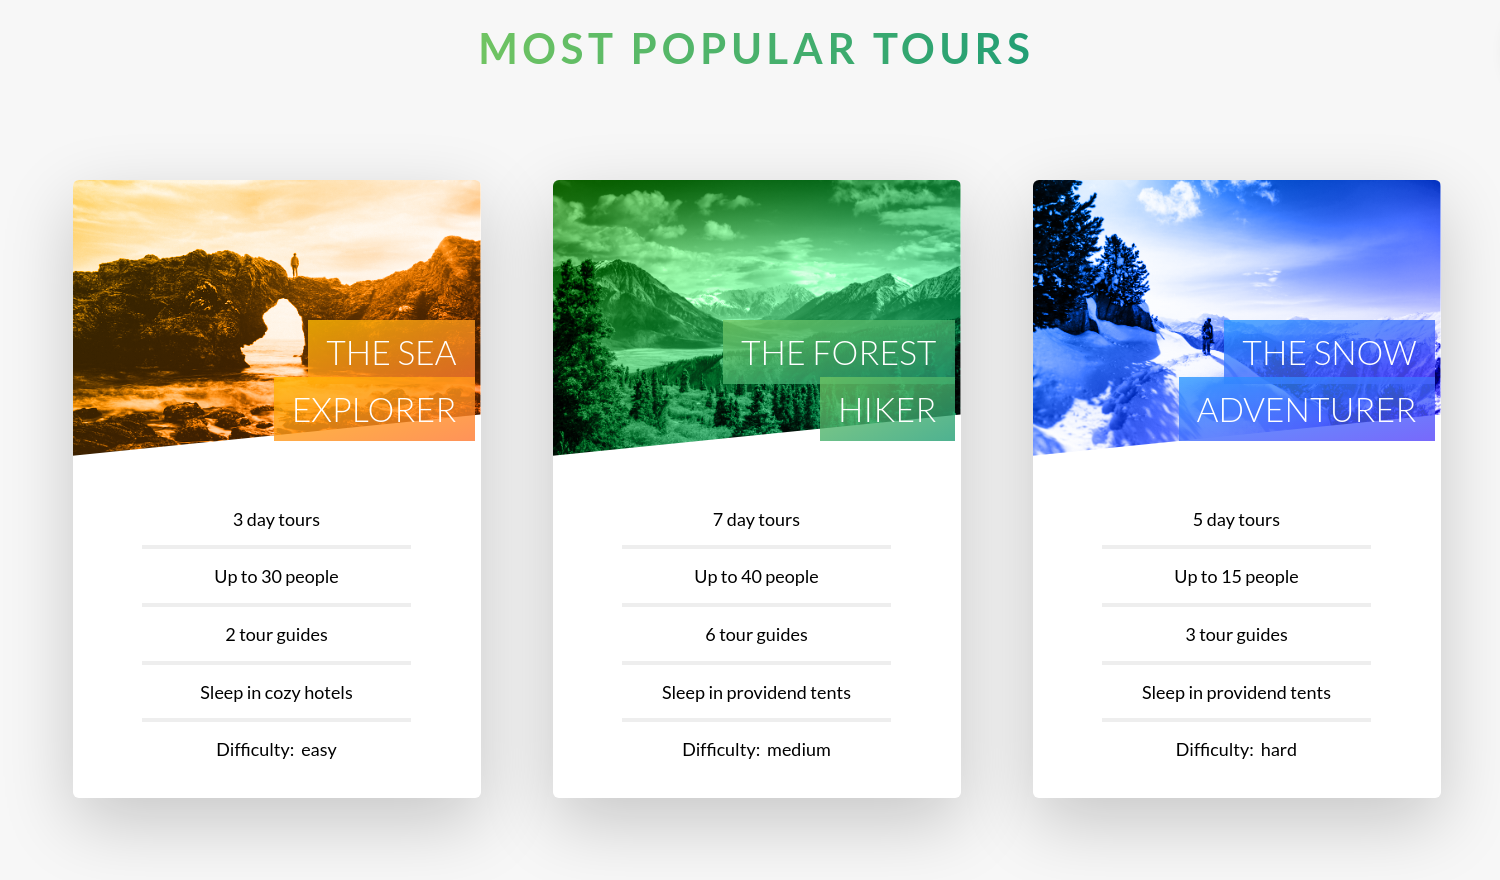 MOST POPULAR TOURS
THE SEA
EXPLORER
3 day tours
Up to 30 people
2 tour guides
Sleep in cozy hotels
Difficulty: easy
THE FOREST
HIKER
7 day tours
Up to 40 people
6 tour guides
Sleep in providend tents
Difficulty: medium
THE SNOW
ADVENTURER
5 day tours
Up to 15 people
3 tour guides
Sleep in providend tents
Difficulty: hard